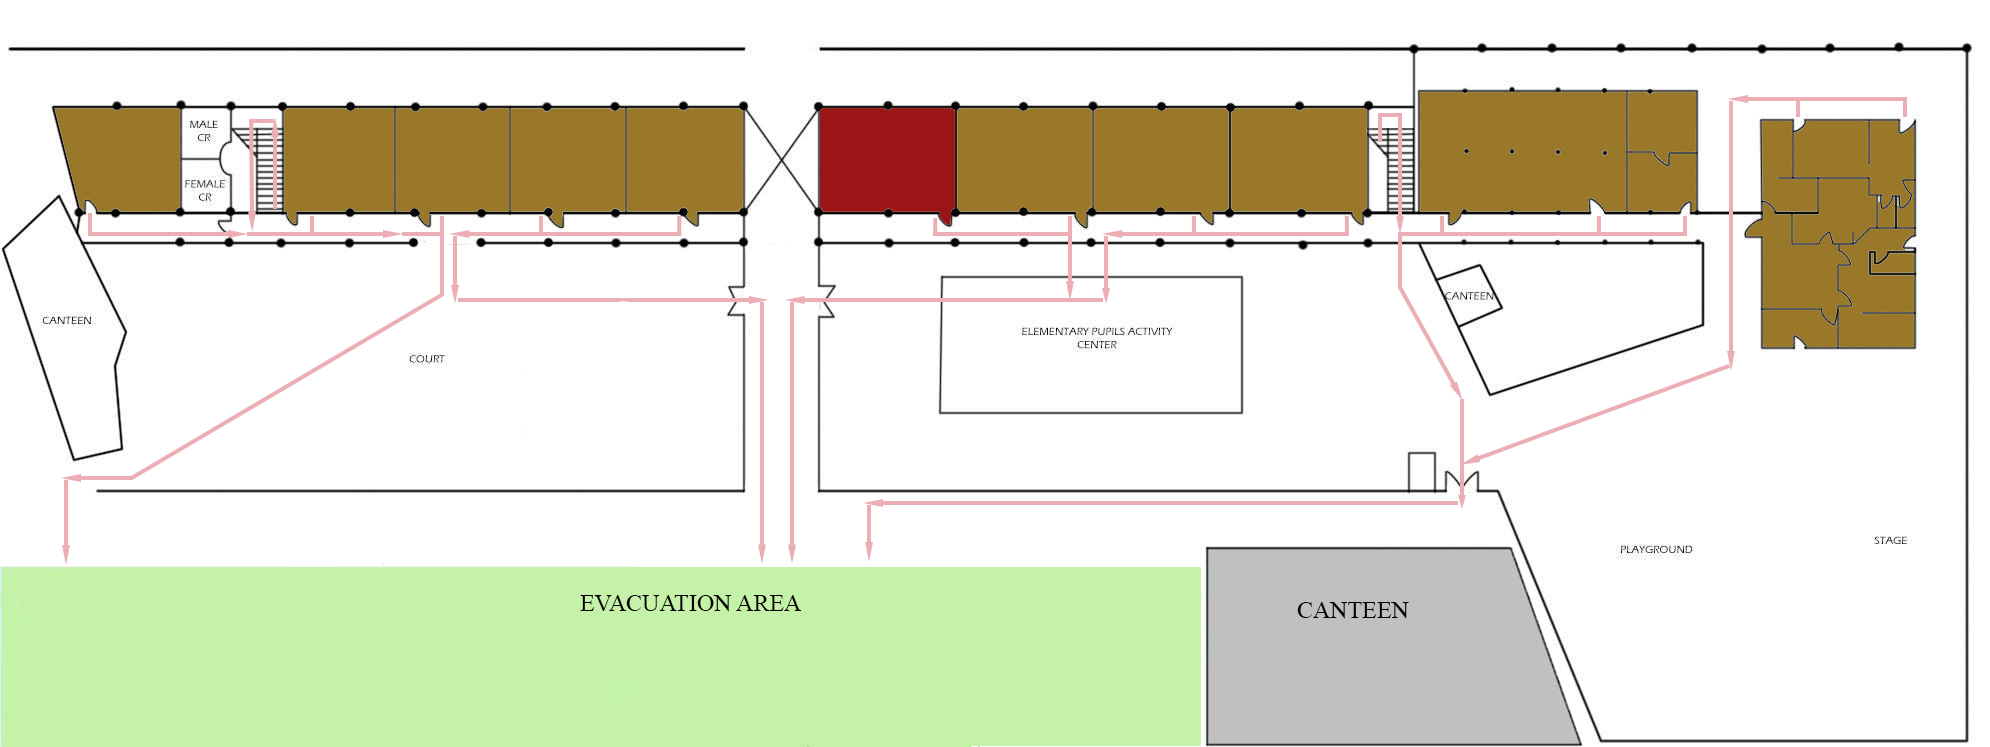 MALE
CR
FEMALE
CR
CANTEEN
COURT
ELEMENTARY PUPILS ACTIVITY
CENTER
CANTEEN
PLAYGROUND
STAGE
EVACUATION AREA
CANTEEN